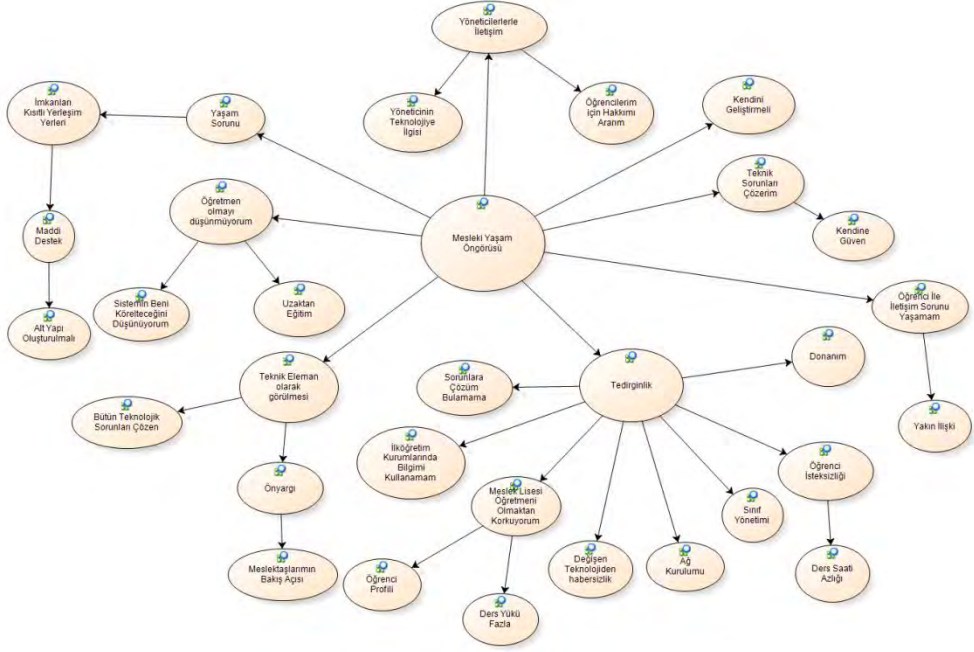 Yöneticilerlerle
İletişim
İmkanları
Kısıtlı Yerleşim
Yerleri
Yaşam
Sorunu
Yöneticinin
Teknolojiye
İlgisi
Öğrencilerim
için Hakkımı
Ararım
Kendini
Geliştirmeli
Öğretmen
olmayı
düşünmüyorum
Teknik
Sorunları
Çözerim
Maddi
Destek
Mesleki Yaşam
Öngörüsü
Kendine
Güven
Sistemin Beni
Körelteceğini
Düşünüyorum
Uzaktan
Eğitim
Öğrenci İle
İletişim Sorunu
Yaşamam
Alt Yapı
Oluşturulmalı
Teknik Eleman
olarak
görülmesi
Sorunlara
Çözüm
Bulamama
Tedirginlik
Donanım
Bütün Teknolojik
Sorunları Çözen
Yakın İlişki
İlköğretim
Kurumlarında
Bilgimi
Kullanamam
Öğrenci
İsteksizliği
Önyargı
Meslek Lisesi
Öğretmeni
Olmaktan
Korkuyorum
Sınıf
Yönetimi
Meslektaşlarımın
Bakış Açısı
Öğrenci
Profili
Değişen
Teknolojiden
habersizlik
Ağ
Kurulumu
Ders Saati
Azlığı
Ders Yükü
Fazla